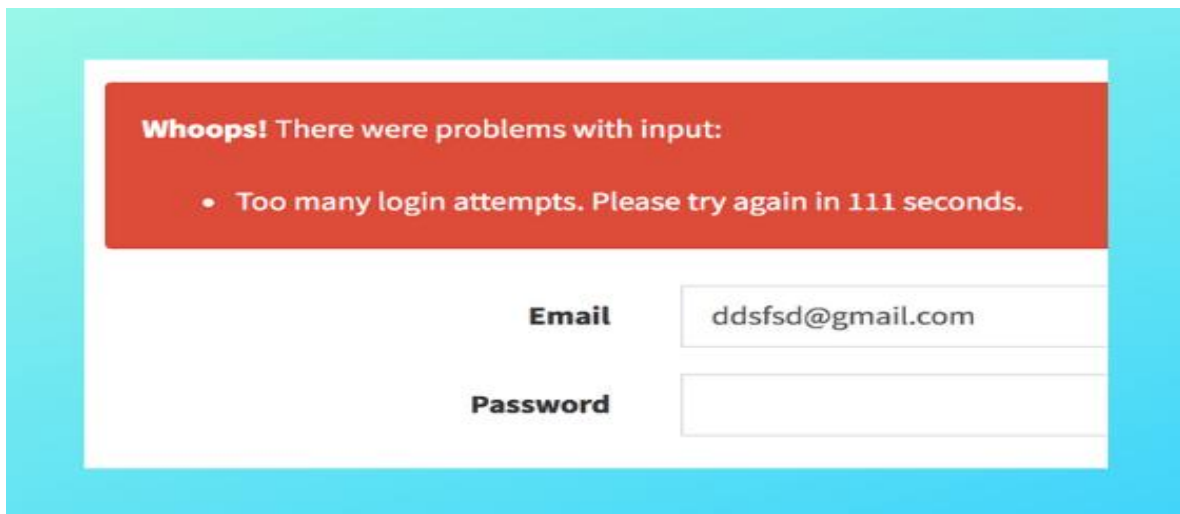 Whoops! There were problems with input:
• Too many login attempts. Please try again in 111 seconds.
Email ddsfsd@gmail.com
Password